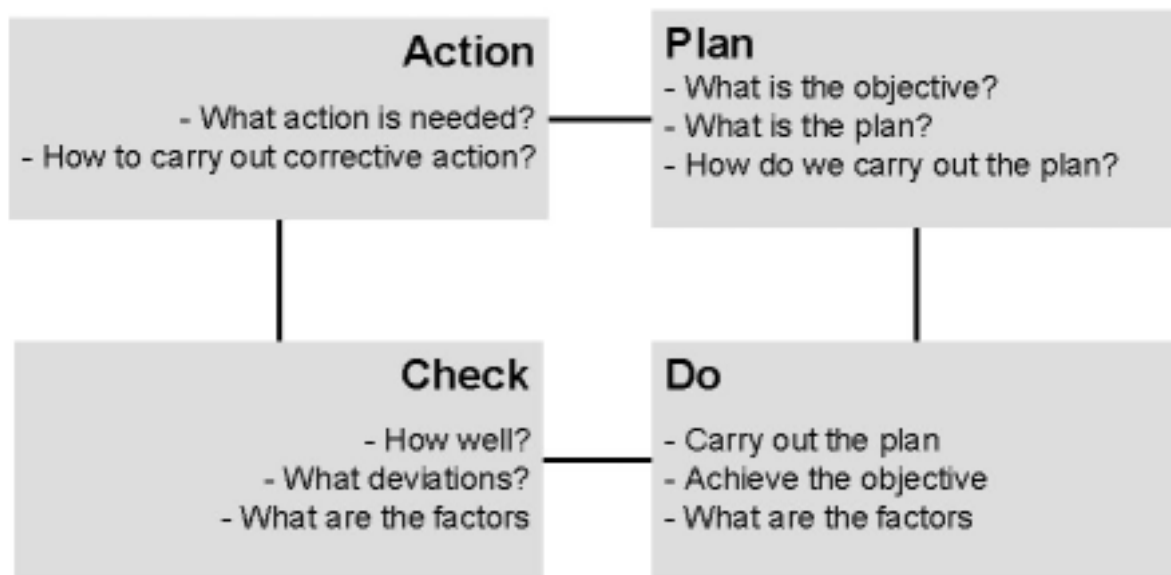 Action
- What action is needed?
- How to carry out corrective action?
Plan
- What is the objective?
- What is the plan?
- How do we carry out the plan?
Check
- How well?
- What deviations?
- What are the factors
Do
- Carry out the plan
- Achieve the objective
- What are the factors